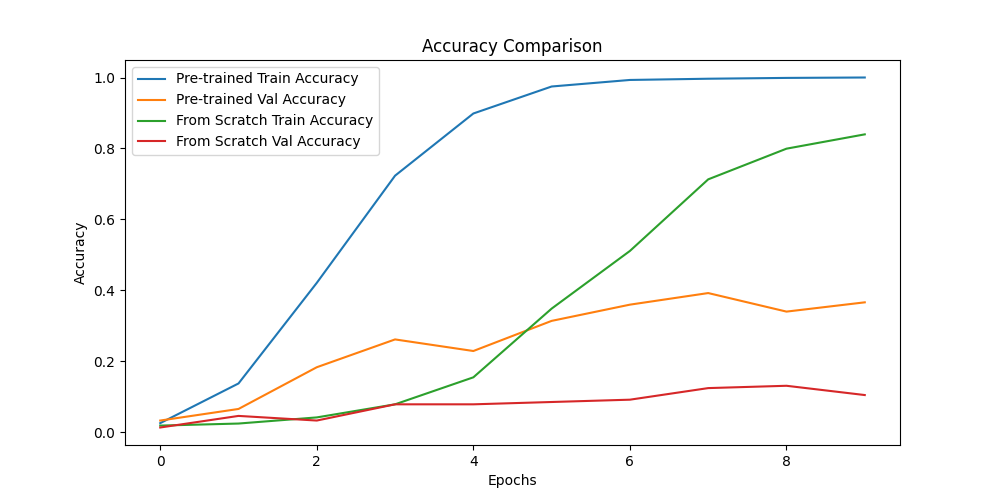 Accuracy Comparison
Pre-trained Train Accuracy
Pre-trained Val Accuracy
From Scratch Train Accuracy
From Scratch Val Accuracy
Accuracy
1.0
0.8
0.6
0.4
0.2
0.0
0 2 4 6 8
Epochs